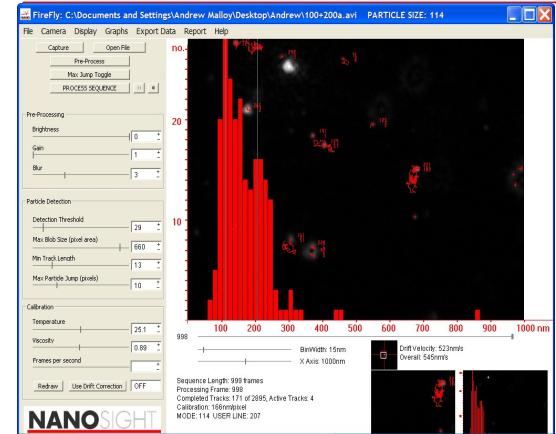 FireFly: C:\Documents and Settings\Andrew Malloy\Desktop\Andrew\100+200a.avi PARTICLE SIZE: 114
File Camera Display Graphs Export Data Report Help
Capture Open File
Pre-Process
Max Jump Toggle
PROCESS SEQUENCE
Pre-Processing
Brightness
0
Gain
1
Blur
3
Particle Detection
Detection Threshold
29
Max Blob Size (pixel area)
660
Min Track Length
13
Max Particle Jump (pixels)
10
Calibration
Temperature
25.1
Viscosity
0.89
Frames per second
Redraw Use Drift Correction OFF
NANOSIGHT
no.
20
10
100 200 300 400 500 600 700 800 900 1000 nm
998
BinWidth: 15nm
X Axis: 1000nm
Drift Velocity: 523nm/s
Overall: 545nm/s
Sequence Length: 999 frames
Processing Frame: 998
Completed Tracks: 171 of 2895, Active Tracks: 4
Calibration: 166nm/pixel
MODE: 114 USER LINE: 207